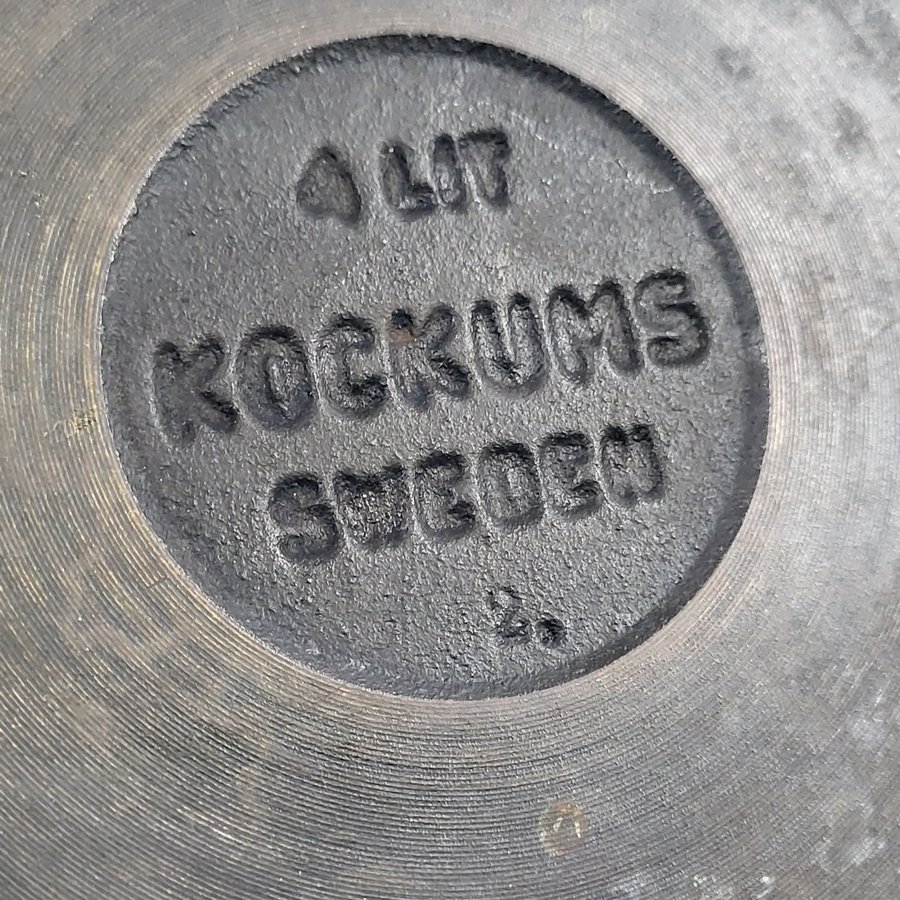 4 LIT
KOCKUMS
SWEDEN
2.